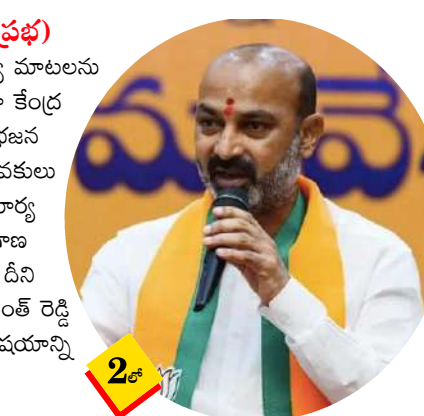 ప్రభ)
మాటలను
కేంద్ర
భజన
వకులు
ార్య
ాణ
దీని
ంత్ రెడ్డి
షయాన్ని
2లో